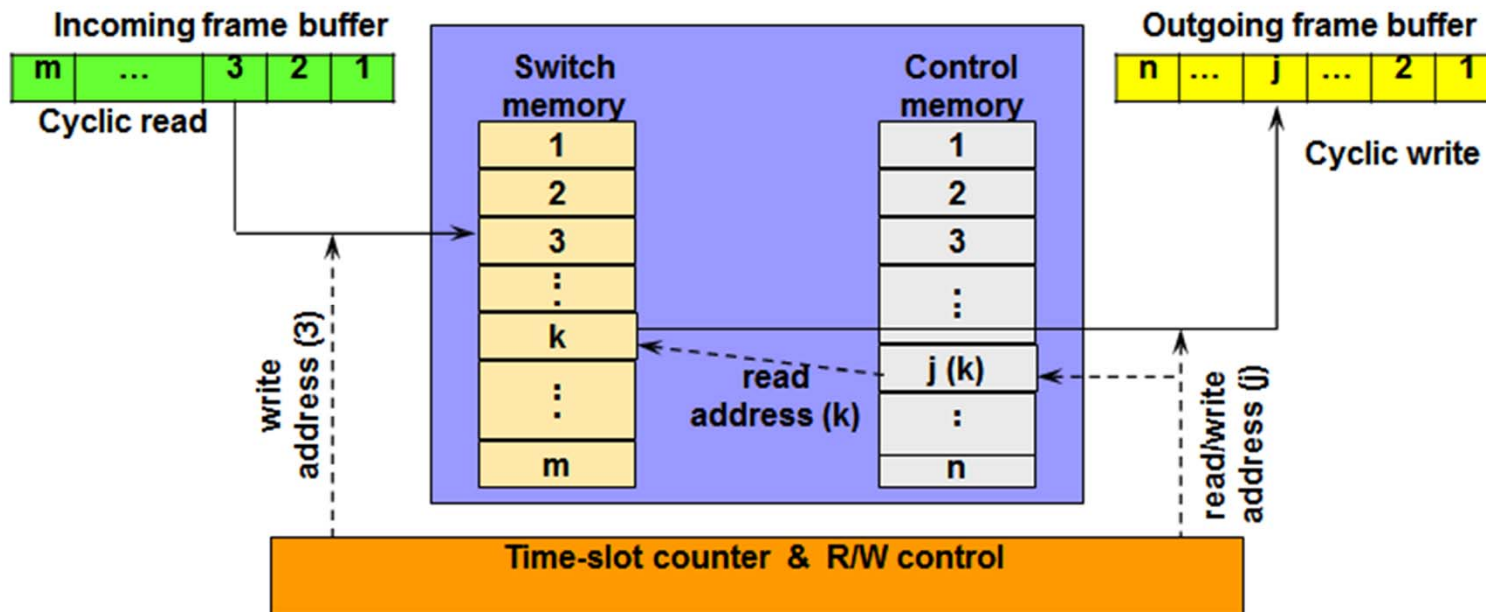 Incoming frame buffer
m … 3 2 1
Cyclic read
Switch
memory
1
2
3
⋮
k
⋮
m
Control
memory
1
2
3
⋮
j (k)
:
n
Outgoing frame buffer
n … j … 2 1
Cyclic write
write
address (3)
read
address (k)
read/write
address (j)
Time-slot counter & R/W control